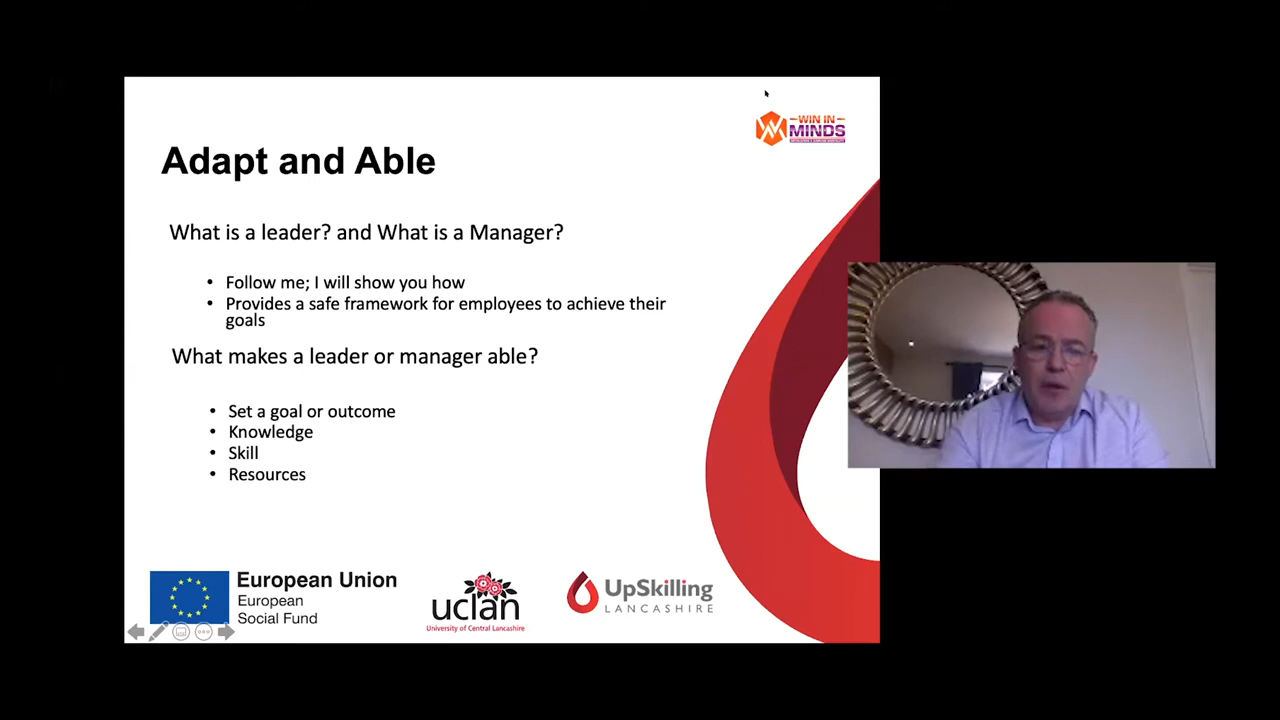 WIN IN
MINDS
Adapt and Able
What is a leader? and What is a Manager?
• Follow me; I will show you how
• Provides a safe framework for employees to achieve their
goals
What makes a leader or manager able?
• Set a goal or outcome
• Knowledge
• Skill
• Resources
European Union
European
Social Fund
uclan
University of Central Lancashire
UpSkilling
LANCASHIRE